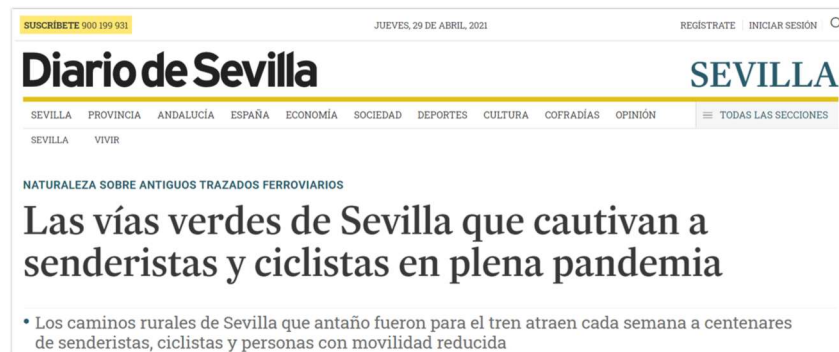 SUSCRÍBETE 900 199 931
JUEVES, 29 DE ABRIL, 2021
REGÍSTRATE INICIAR SESIÓN
Diario de Sevilla
SEVILLA
SEVILLA PROVINCIA ANDALUCÍA ESPAÑA ECONOMÍA SOCIEDAD DEPORTES CULTURA COFRADÍAS OPINIÓN TODAS LAS SECCIONES
SEVILLA VIVIR
NATURALEZA SOBRE ANTIGUOS TRAZADOS FERROVIARIOS
Las vías verdes de Sevilla que cautivan a
senderistas y ciclistas en plena pandemia
• Los caminos rurales de Sevilla que antaño fueron para el tren atraen cada semana a centenares
de senderistas, ciclistas y personas con movilidad reducida